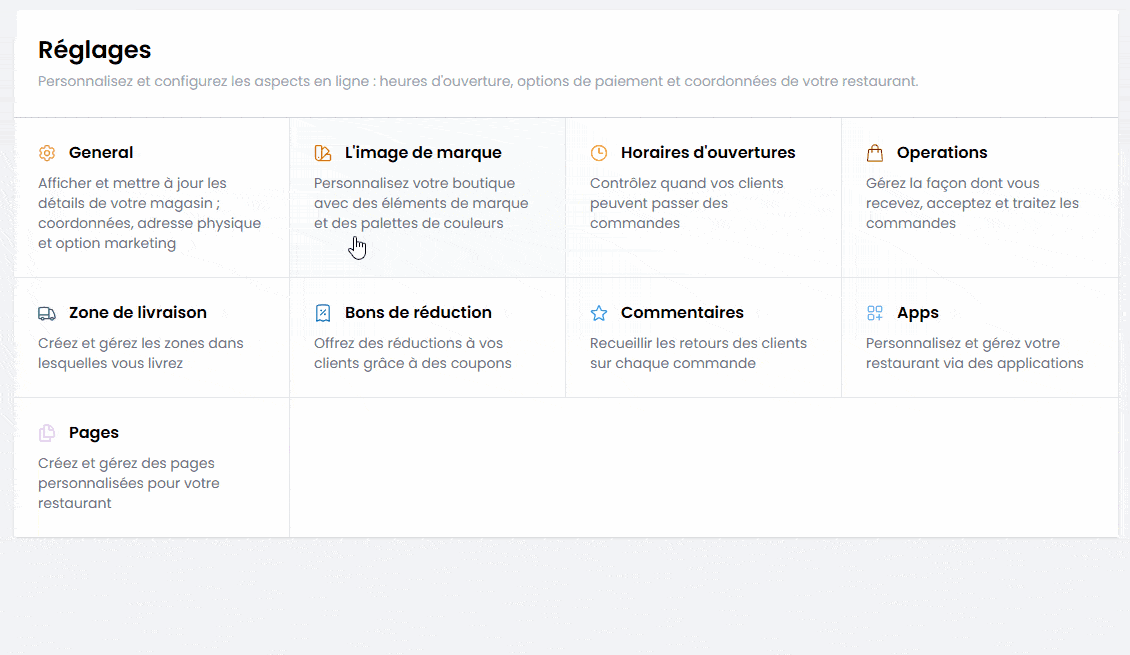 Réglages
Personnalisez et configurez les aspects en ligne : heures d'ouverture, options de paiement et coordonnées de votre restaurant.
General
Afficher et mettre à jour les
détails de votre magasin ;
coordonnées, adresse physique
et option marketing
L'image de marque
Personnalisez votre boutique
avec des éléments de marque
et des palettes de couleurs
Horaires d'ouvertures
Contrôlez quand vos clients
peuvent passer des
commandes
Operations
Gérez la façon dont vous
recevez, acceptez et traitez les
commandes
Zone de livraison
Créez et gérez les zones dans
lesquelles vous livrez
Bons de réduction
Offrez des réductions à vos
clients grâce à des coupons
Commentaires
Recueillir les retours des clients
sur chaque commande
Apps
Personnalisez et gérez votre
restaurant via des applications
Pages
Créez et gérez des pages
personnalisées pour votre
restaurant